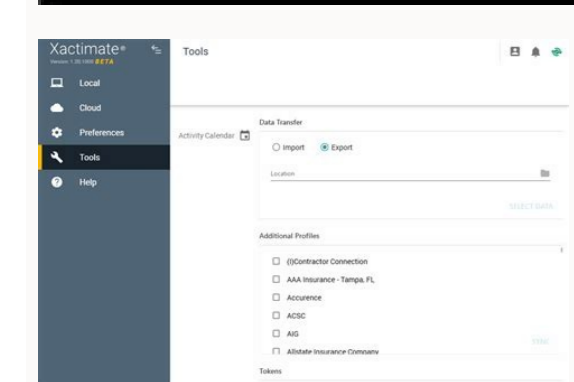 Xactimate®
BETA
Tools
Local
Cloud
Preferences
Tools
Help
Activity Calendar
Data Transfer
Import
Export
Location
SELECT DATA
Additional Profiles
(I)Contractor Connection
AAA Insurance - Tampa, FL
Accurence
ACSC
AIG
Allstate Insurance Company
SYNC
Tokens